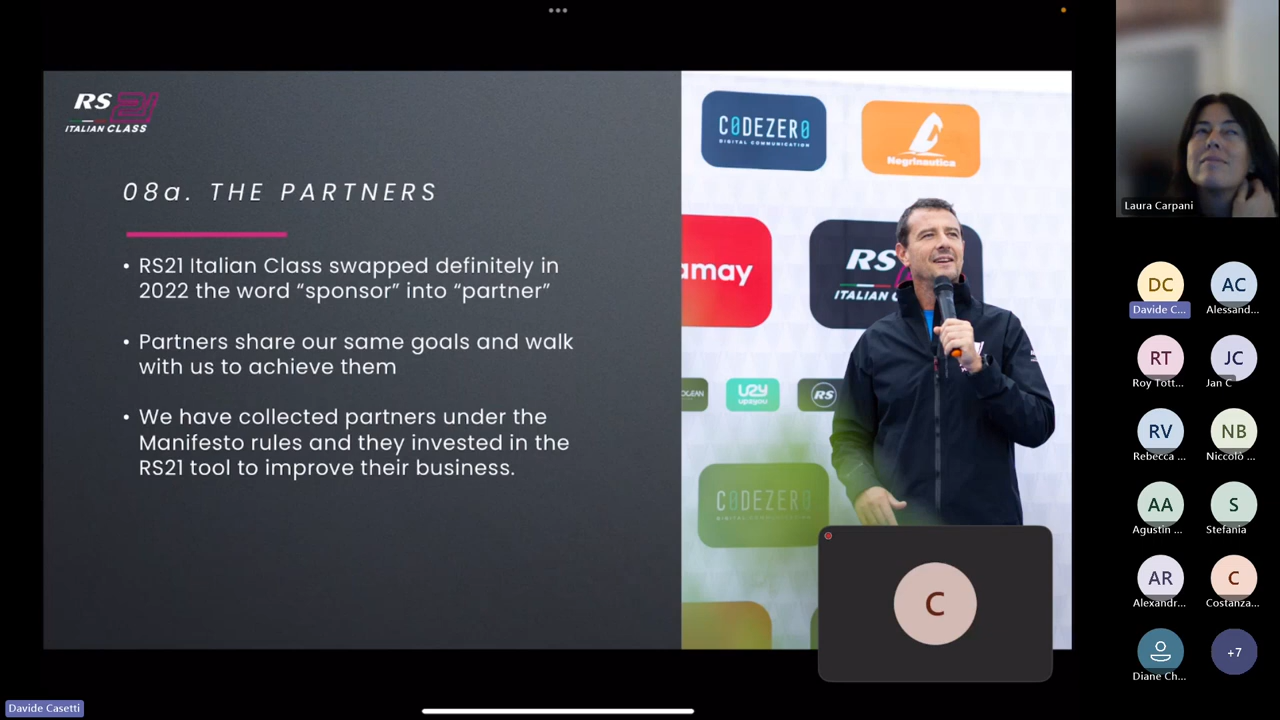 RS21
ITALIAN CLASS
08a. THE PARTNERS
• RS21 Italian Class swapped definitely in
2022 the word “sponsor” into “partner”
• Partners share our same goals and walk
with us to achieve them
• We have collected partners under the
Manifesto rules and they invested in the
RS21 tool to improve their business.
C0DEZER0
DIGITAL COMMUNICATION
Negrinautica
amay
RS
ITALIAN C
U2Y
up2you
RS
C0DEZER0
DIGITAL COMMUNICATION
C
Laura Carpani
DC
Davide C...
AC
Alessand...
RT
Roy Tott...
JC
Jan C
RV
Rebecca ...
NB
Niccolò ...
AA
Agustin ...
S
Stefania
AR
Alexandr...
C
Costanza...
Diane Ch...
+7
Davide Casetti